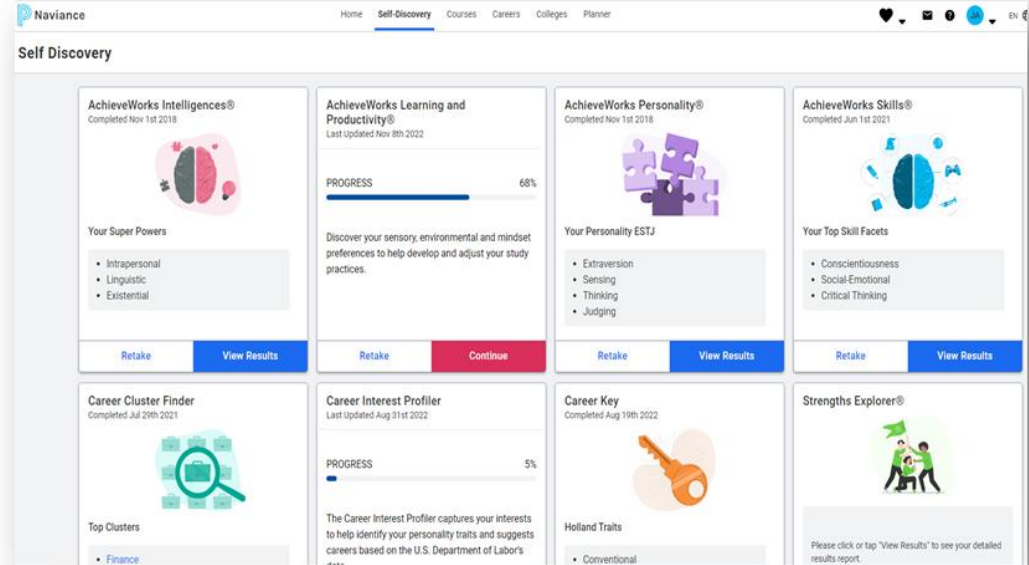 Naviance
Home Self-Discovery Courses Careers Colleges Planner
JA
EN
Self Discovery
AchieveWorks Intelligences®
Completed Nov 1st 2018
Your Super Powers
• Intrapersonal
• Linguistic
• Existential
Retake View Results
AchieveWorks Learning and
Productivity®
Last Updated Nov 8th 2022
PROGRESS 68%
Discover your sensory, environmental and mindset
preferences to help develop and adjust your study
practices.
Retake Continue
AchieveWorks Personality®
Completed Nov 1st 2018
Your Personality ESTJ
• Extraversion
• Sensing
• Thinking
• Judging
Retake View Results
AchieveWorks Skills®
Completed Jun 1st 2021
Your Top Skill Facets
• Conscientiousness
• Social-Emotional
• Critical Thinking
Retake View Results
Career Cluster Finder
Completed Jul 29th 2021
Top Clusters
• Finance
Career Interest Profiler
Last Updated Aug 31st 2022
PROGRESS 5%
The Career Interest Profiler captures your interests
to help identify your personality traits and suggests
careers based on the U.S. Department of Labor's
Career Key
Completed Aug 19th 2022
Holland Traits
• Conventional
Strengths Explorer®
Please click or tap "View Results" to see your detailed
results report.